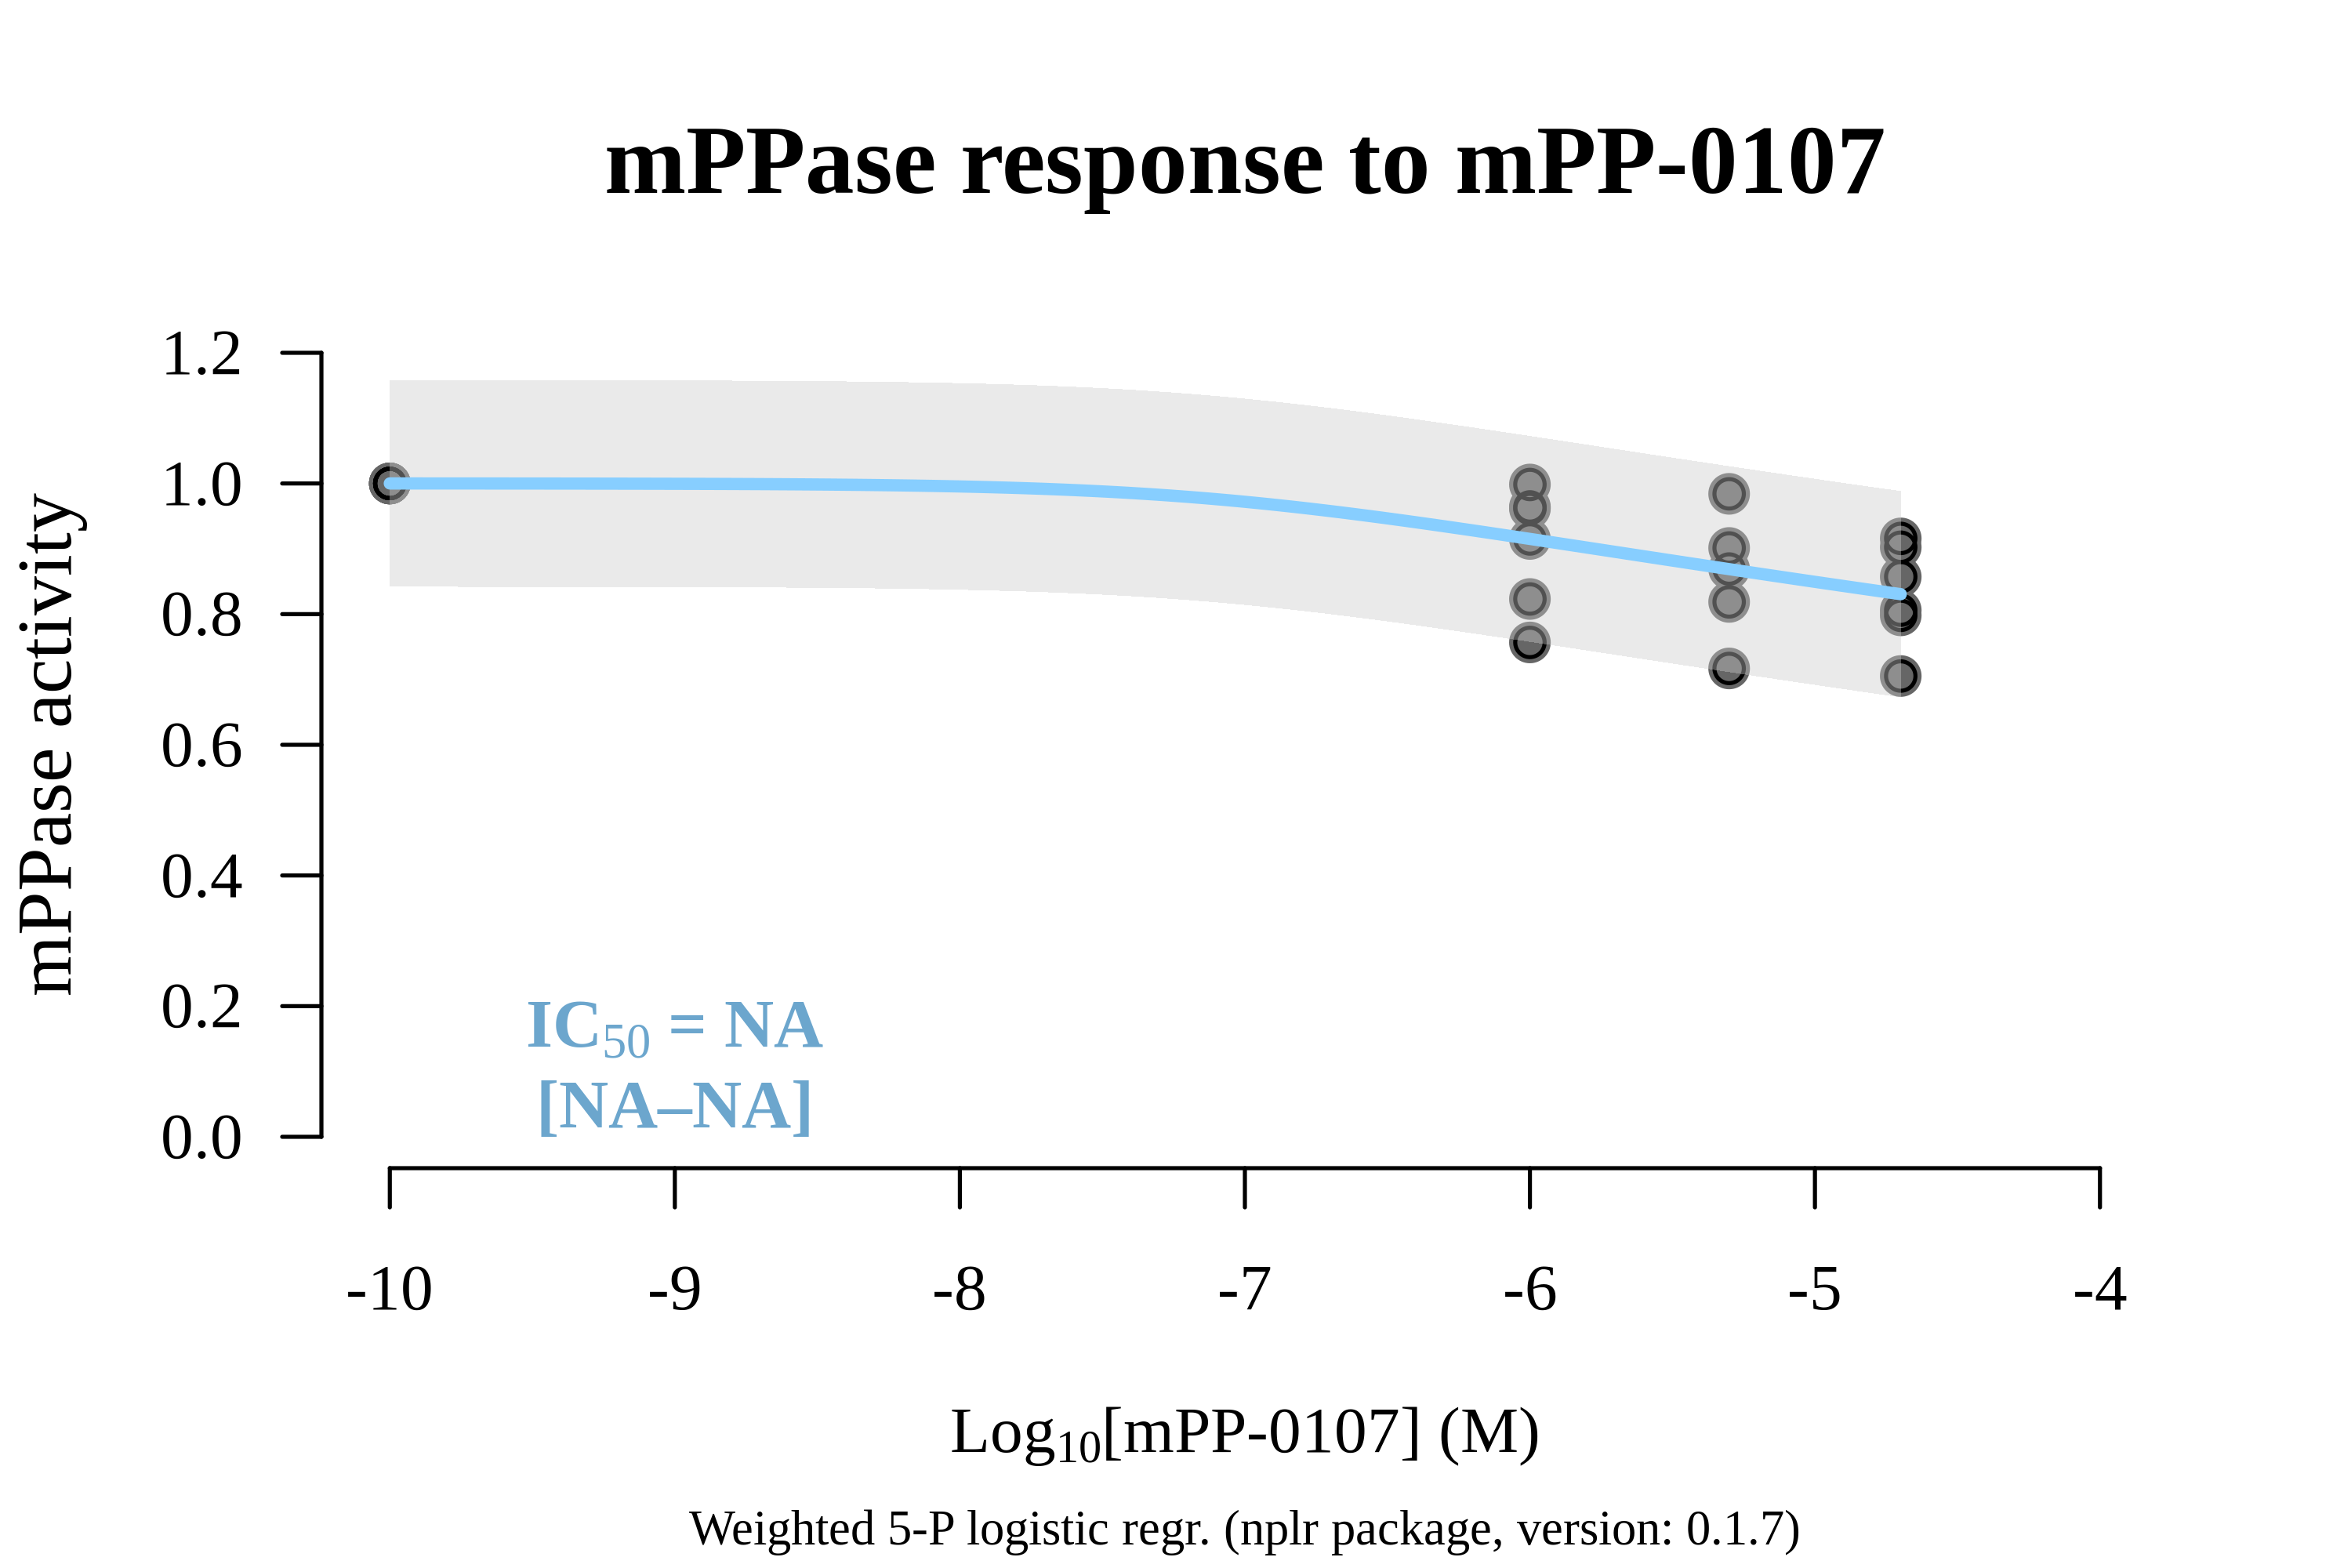 mPPase response to mPP-0107
mPPase activity
1.2
1.0
0.8
0.6
0.4
0.2
0.0
IC50 = NA
[NA–NA]
-10 -9 -8 -7 -6 -5 -4
Log10[mPP-0107] (M)
Weighted 5-P logistic regr. (nplr package, version: 0.1.7)